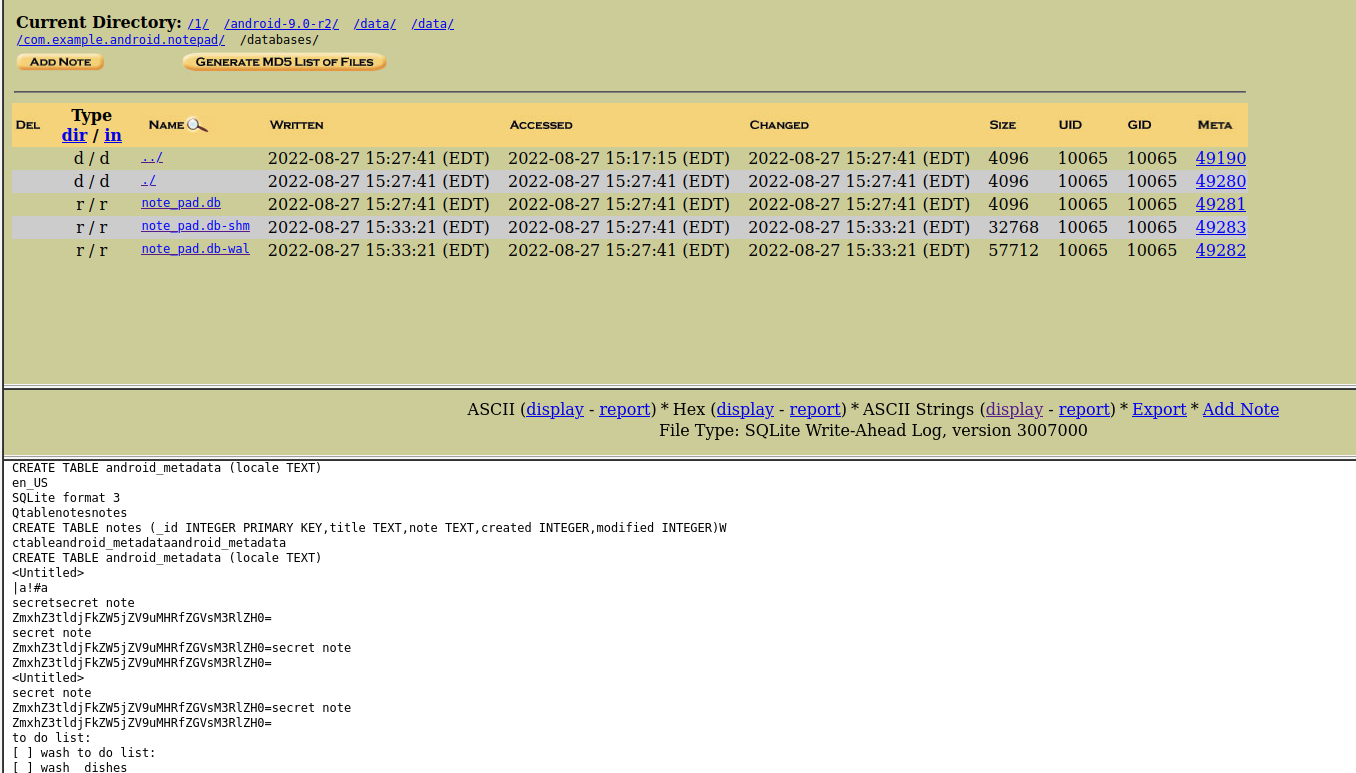 Current Directory: /1/ /android-9.0-r2/ /data/ /data/
/com.example.android.notepad/ /databases/
ADD NOTE GENERATE MD5 LIST OF FILES
DEL Type dir / in NAME WRITTEN ACCESSED CHANGED SIZE UID GID META
d / d ../ 2022-08-27 15:27:41 (EDT) 2022-08-27 15:17:15 (EDT) 2022-08-27 15:27:41 (EDT) 4096 10065 10065 49190
d / d ./ 2022-08-27 15:27:41 (EDT) 2022-08-27 15:27:41 (EDT) 2022-08-27 15:27:41 (EDT) 4096 10065 10065 49280
r / r note_pad.db 2022-08-27 15:27:41 (EDT) 2022-08-27 15:27:41 (EDT) 2022-08-27 15:27:41 (EDT) 4096 10065 10065 49281
r / r note_pad.db-shm 2022-08-27 15:33:21 (EDT) 2022-08-27 15:27:41 (EDT) 2022-08-27 15:33:21 (EDT) 32768 10065 10065 49283
r / r note_pad.db-wal 2022-08-27 15:33:21 (EDT) 2022-08-27 15:27:41 (EDT) 2022-08-27 15:33:21 (EDT) 57712 10065 10065 49282
ASCII (display - report) * Hex (display - report) * ASCII Strings (display - report) * Export * Add Note
File Type: SQLite Write-Ahead Log, version 3007000
CREATE TABLE android_metadata (locale TEXT)
en_US
SQLite format 3
Qtablenotesnotes
CREATE TABLE notes (_id INTEGER PRIMARY KEY,title TEXT,note TEXT,created INTEGER,modified INTEGER)W
ctableandroid_metadataandroid_metadata
CREATE TABLE android_metadata (locale TEXT)
<Untitled>
|a!#a
secretsecret note
ZmxhZ3tldjFkZW5jZV9uMHRfZGVsM3RlZH0=
secret note
ZmxhZ3tldjFkZW5jZV9uMHRfZGVsM3RlZH0=secret note
ZmxhZ3tldjFkZW5jZV9uMHRfZGVsM3RlZH0=
<Untitled>
secret note
ZmxhZ3tldjFkZW5jZV9uMHRfZGVsM3RlZH0=secret note
ZmxhZ3tldjFkZW5jZV9uMHRfZGVsM3RlZH0=
to do list:
[ ] wash to do list:
[ ] wash  dishes